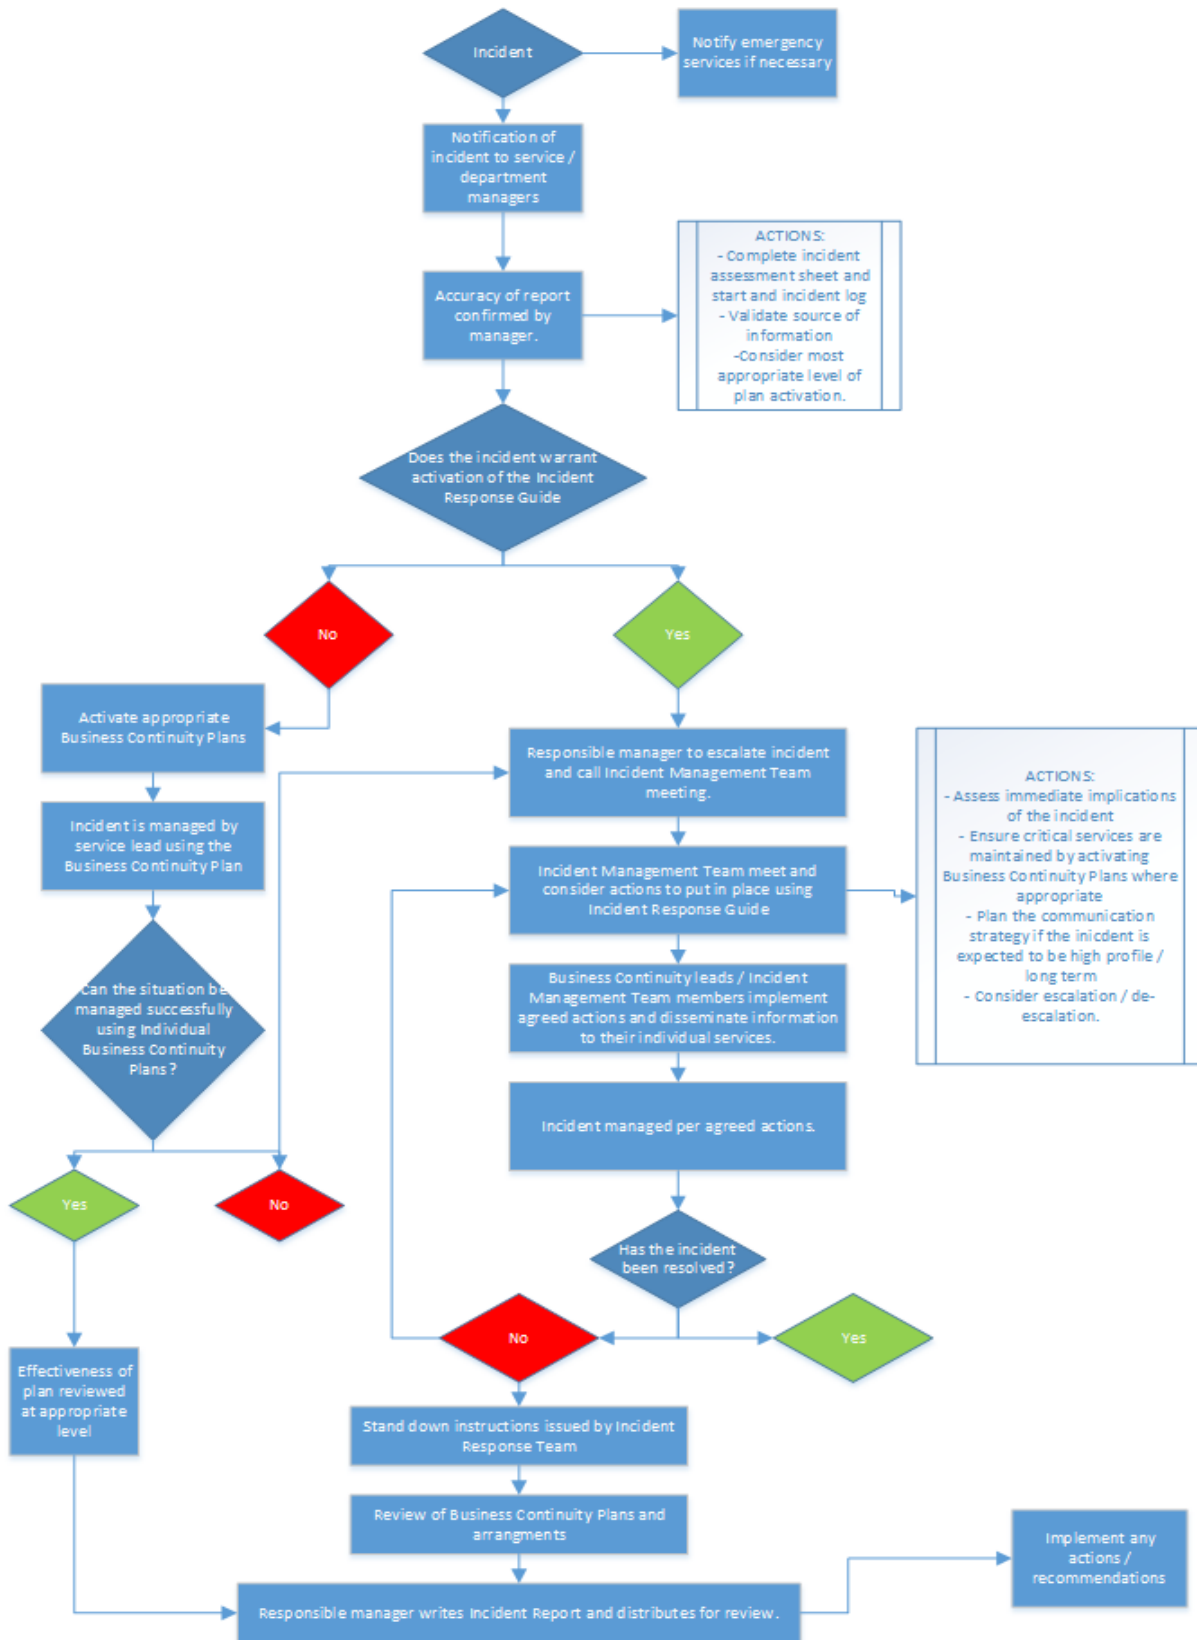 Incident
Notify emergency
services if necessary
Notification of
incident to service /
department
managers
Accuracy of report
confirmed by
manager.
ACTIONS:
- Complete incident
assessment sheet and
start and incident log
- Validate source of
information
-Consider most
appropriate level of
plan activation.
Does the incident warrant
activation of the Incident
Response Guide
No
Yes
Activate appropriate
Business Continuity Plans
Incident is managed by
service lead using the
Business Continuity Plan
Can the situation be
managed successfully
using Individual
Business Continuity
Plans?
Yes
No
Effectiveness of
plan reviewed
at appropriate
level
Responsible manager to escalate incident
and call Incident Management Team
meeting.
Incident Management Team meet and
consider actions to put in place using
Incident Response Guide
ACTIONS:
- Assess immediate implications
of the incident
- Ensure critical services are
maintained by activating
Business Continuity Plans where
appropriate
- Plan the communication
strategy if the inicdent is
expected to be high profile /
long term
- Consider escalation / de-
escalation.
Business Continuity leads / Incident
Management Team members implement
agreed actions and disseminate information
to their individual services.
Incident managed per agreed actions.
Has the incident
been resolved?
No
Yes
Stand down instructions issued by Incident
Response Team
Review of Business Continuity Plans and
arrangments
Responsible manager writes Incident Report and distributes for review.
Implement any
actions /
recommendations